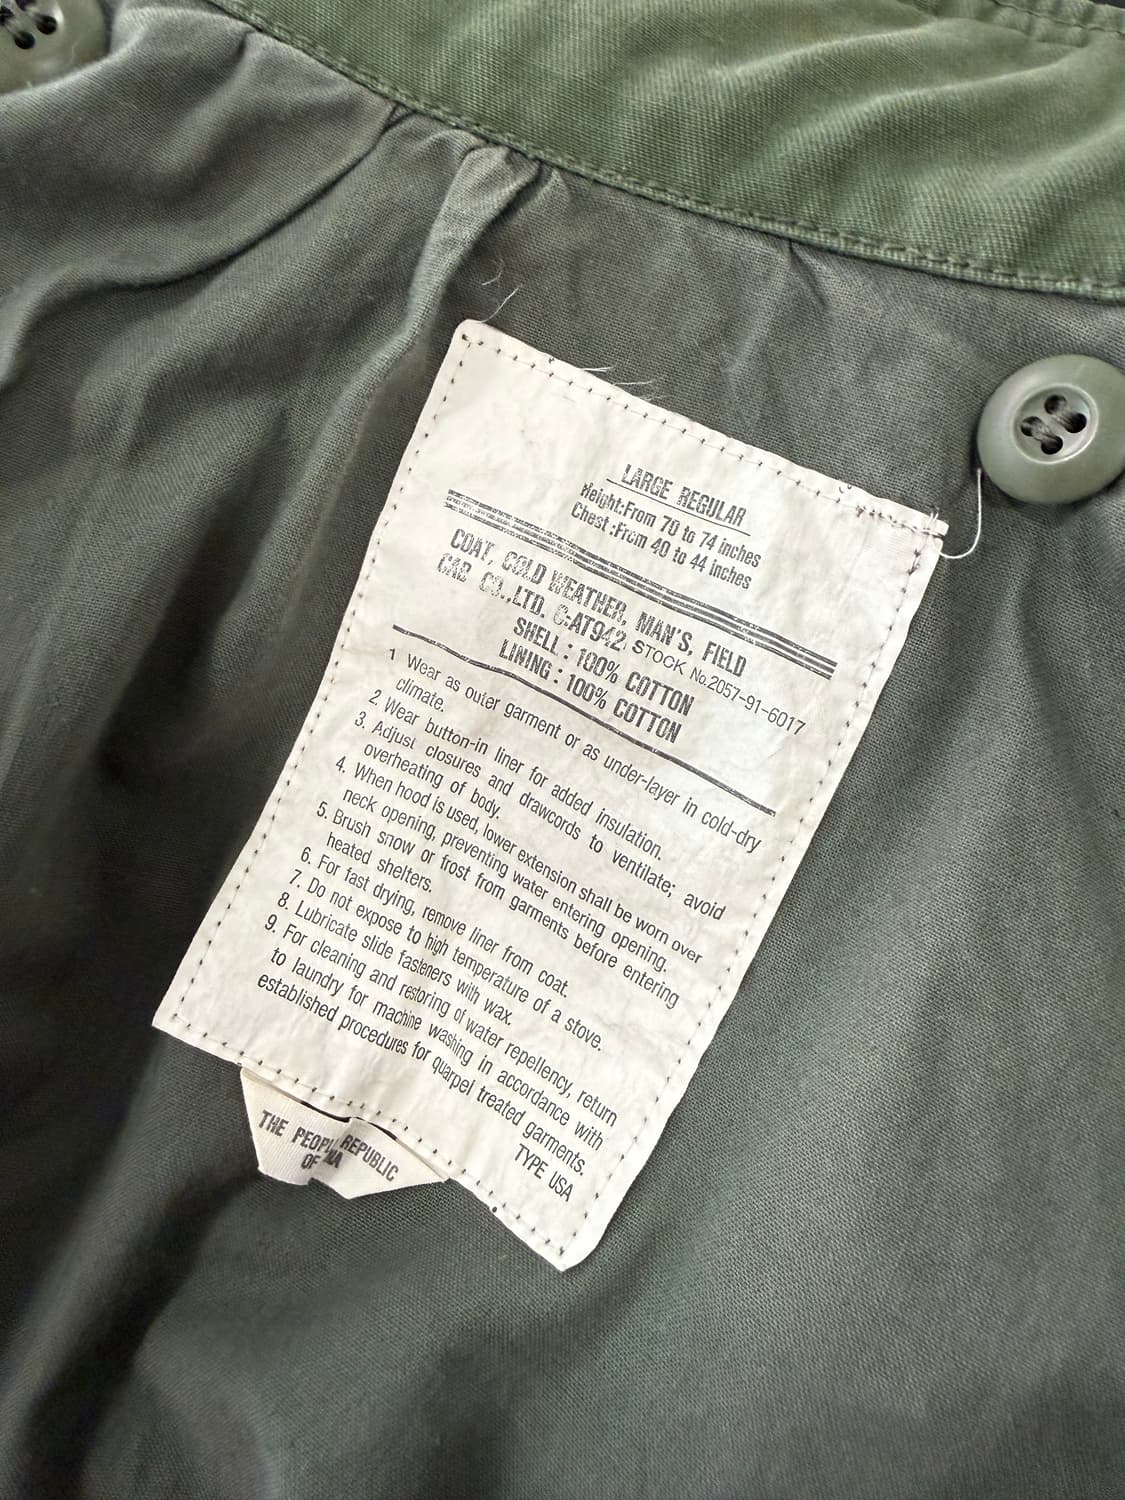 LARGE REGULAR
Height:From 70 to 74 inches
Chest :From 40 to 44 inches
COAT, COLD WEATHER, MAN'S, FIELD
CAB CO.,LTD. C:AT942 STOCK No.2057-91-6017
SHELL : 100% COTTON
LINING : 100% COTTON
1 Wear as outer garment or as under-layer in cold-dry
climate.
2. Wear button-in liner for added insulation.
3. Adjust closures and drawcords to ventilate; avoid
overheating of body.
4. When hood is used, lower extension shall be worn over
neck opening, preventing water entering opening.
5. Brush snow or frost from garments before entering
heated shelters.
6. For fast drying, remove liner from coat.
7. Do not expose to high temperature of a stove.
8. Lubricate slide fasteners with wax.
9. For cleaning and restoring of water repellency, return
to laundry for machine washing in accordance with
established procedures for quarpel treated garments.
TYPE USA
THE REPUBLIC
OF